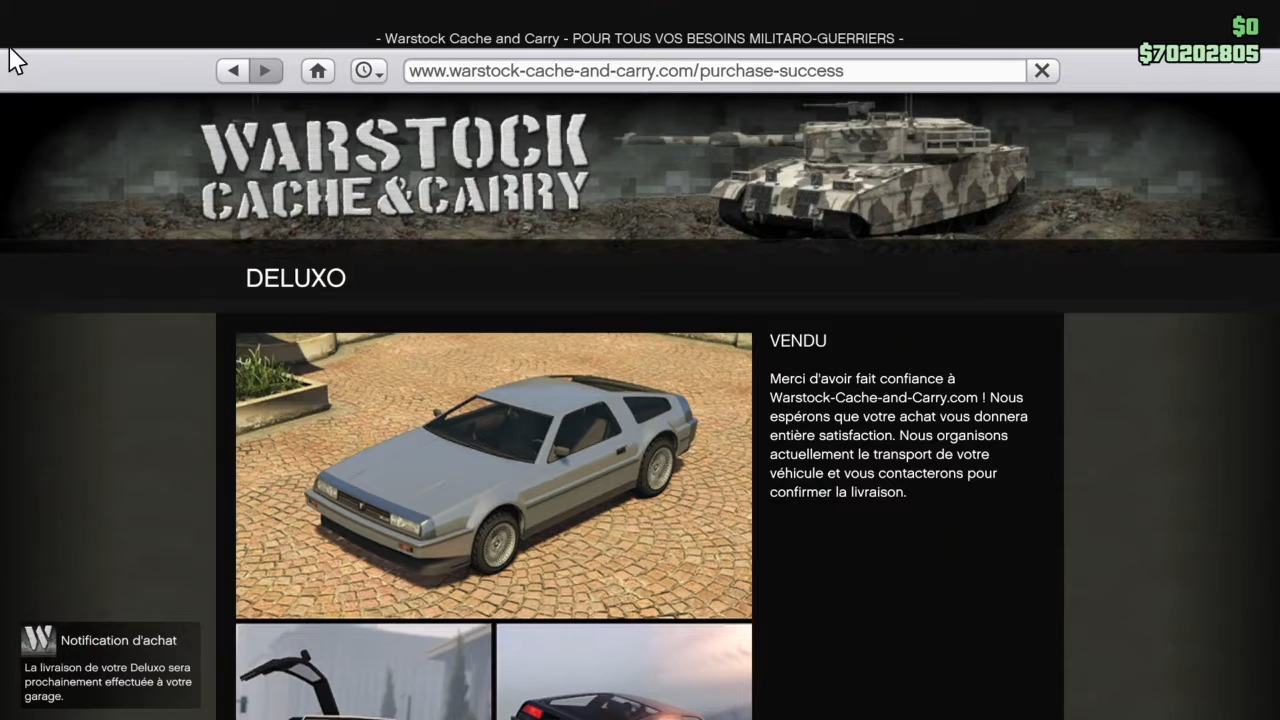 - Warstock Cache and Carry - POUR TOUS VOS BESOINS MILITARO-GUERRIERS -
$0
$70202805
www.warstock-cache-and-carry.com/purchase-success
WARSTOCK
CACHE&CARRY
DELUXO
VENDU
Merci d'avoir fait confiance à
Warstock-Cache-and-Carry.com ! Nous
espérons que votre achat vous donnera
entière satisfaction. Nous organisons
actuellement le transport de votre
véhicule et vous contacterons pour
confirmer la livraison.
W
Notification d'achat
La livraison de votre Deluxo sera
prochainement effectuée à votre
garage.